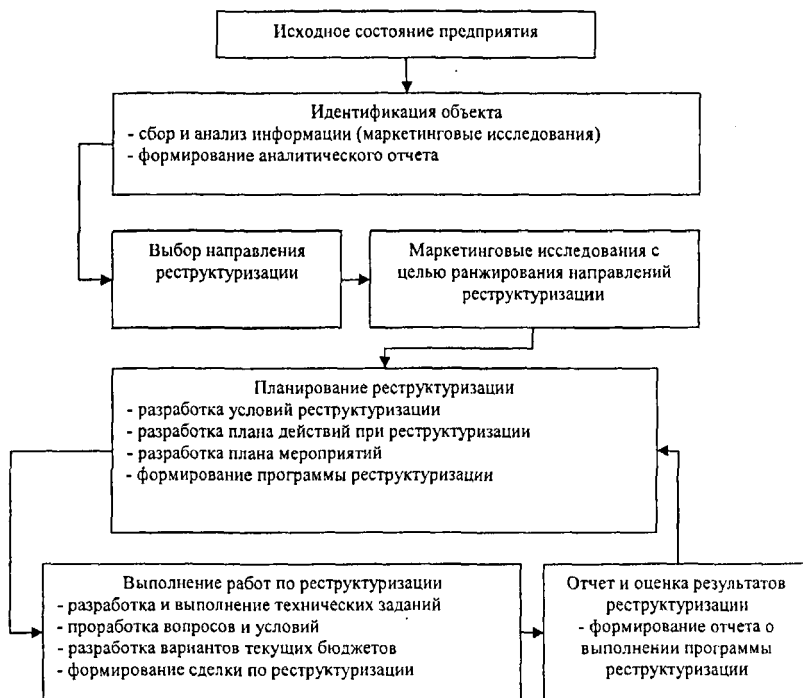 Исходное состояние предприятия
Идентификация объекта
- сбор и анализ информации (маркетинговые исследования)
- формирование аналитического отчета
Выбор направления
реструктуризации
Маркетинговые исследования с
целью ранжирования направлений
реструктуризации
Планирование реструктуризации
- разработка условий реструктуризации
- разработка плана действий при реструктуризации
- разработка плана мероприятий
- формирование программы реструктуризации
Выполнение работ по реструктуризации
- разработка и выполнение технических заданий
- проработка вопросов и условий
- разработка вариантов текущих бюджетов
- формирование сделки по реструктуризации
Отчет и оценка результатов
реструктуризации
- формирование отчета о
выполнении программы
реструктуризации